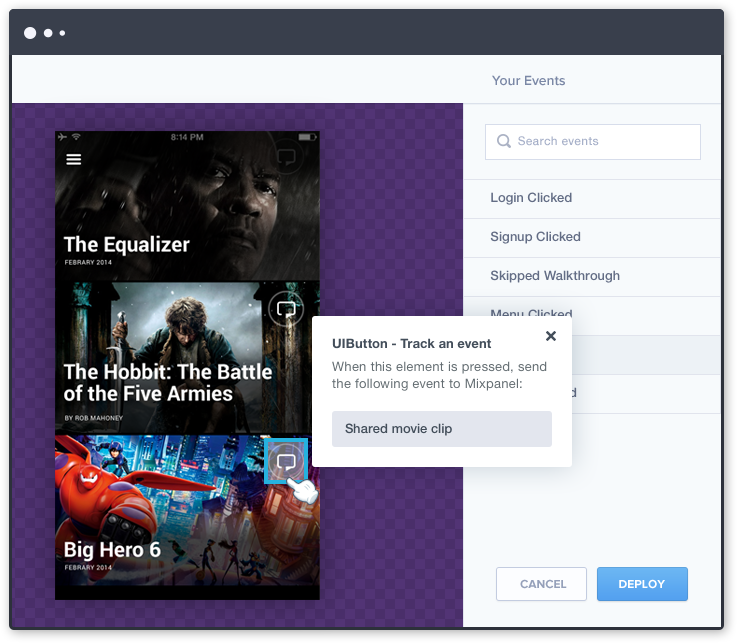 Your Events
8:14 PM
The Equalizer
FEBRARY 2014
The Hobbit: The Battle
of the Five Armies
BY ROB MAHONEY
Big Hero 6
FEBRARY 2014
UIButton - Track an event
When this element is pressed, send
the following event to Mixpanel:
Shared movie clip
Search events
Login Clicked
Signup Clicked
Skipped Walkthrough
Menu Clicked
CANCEL
DEPLOY